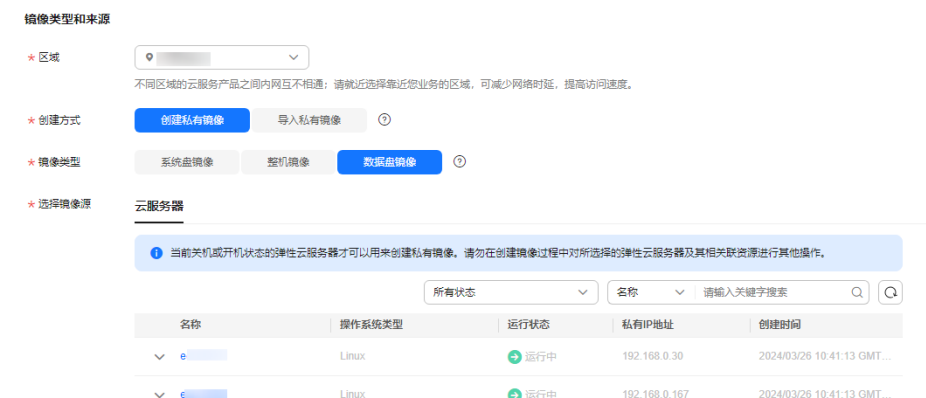 镜像类型和来源
* 区域
不同区域的云服务产品之间内网互不相通；请就近选择靠近您业务的区域，可减少网络时延，提高访问速度。
* 创建方式 创建私有镜像 导入私有镜像
* 镜像类型 系统盘镜像 整机镜像 数据盘镜像
* 选择镜像源 云服务器
当前关机或开机状态的弹性云服务器才可以用来创建私有镜像。请勿在创建镜像过程中对所选择的弹性云服务器及其相关联资源进行其他操作。
所有状态 名称 请输入关键字搜索
名称 操作系统类型 运行状态 私有IP地址 创建时间
e Linux 运行中 192.168.0.30 2024/03/26 10:41:13 GMT...
e Linux 运行中 192.168.0.167 2024/03/26 10:41:13 GMT...